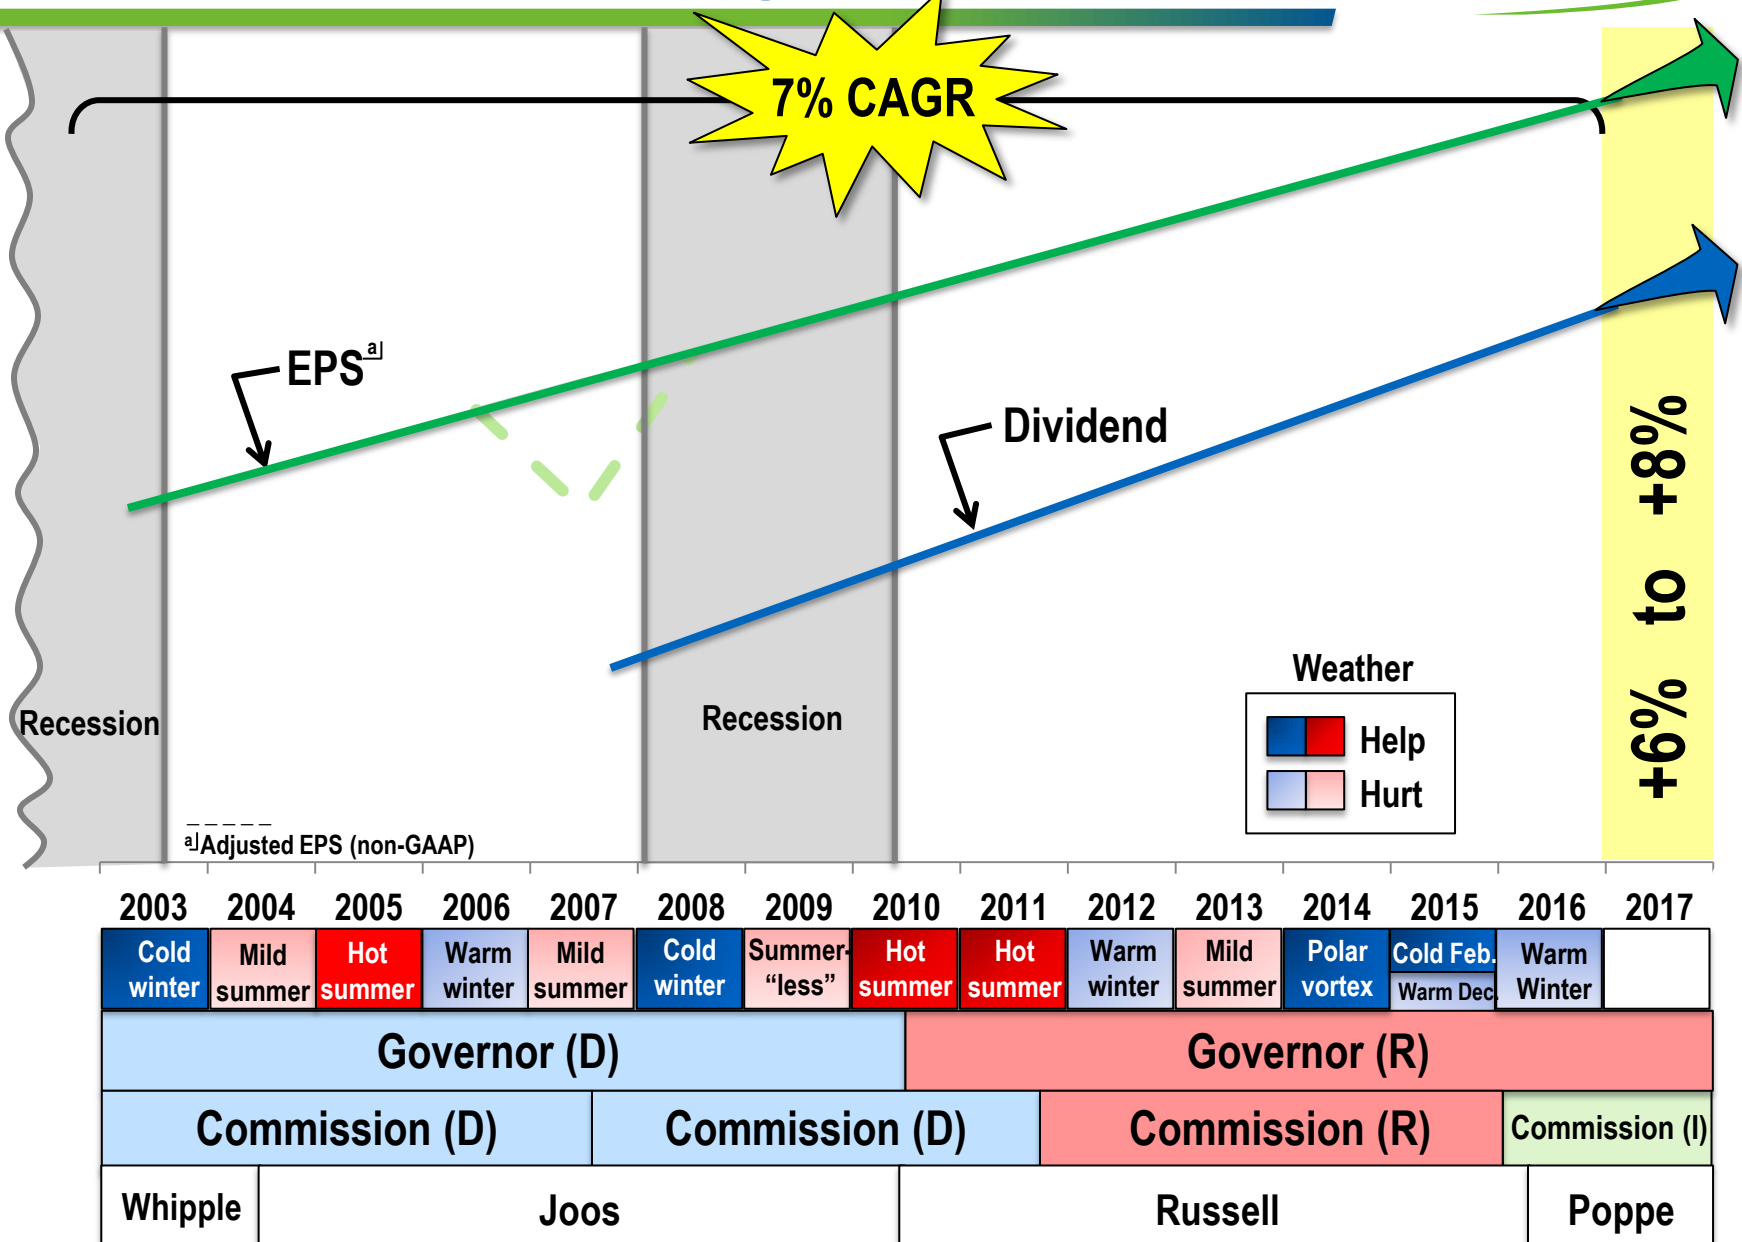 7% CAGR
EPS a|
Dividend
+6% to +8%
Weather
Help
Hurt
Recession
Recession
a|Adjusted EPS (non-GAAP)
2003 2004 2005 2006 2007 2008 2009 2010 2011 2012 2013 2014 2015 2016 2017
Cold winter
Mild summer
Hot summer
Warm winter
Mild summer
Cold winter
Summer-“less”
Hot summer
Hot summer
Warm winter
Mild summer
Polar vortex
Cold Feb.
Warm Dec.
Warm Winter
Governor (D) Governor (R)
Commission (D) Commission (D) Commission (R) Commission (I)
Whipple Joos Russell Poppe